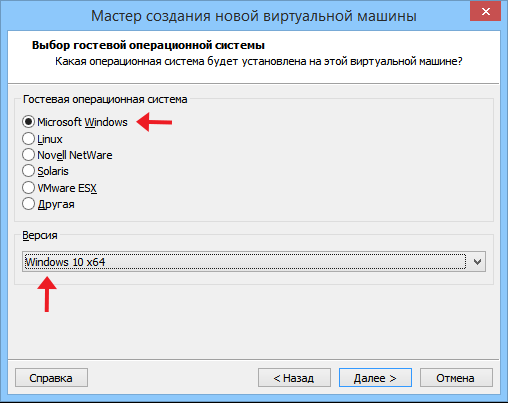 Мастер создания новой виртуальной машины
Выбор гостевой операционной системы
Какая операционная система будет установлена на этой виртуальной машине?
Гостевая операционная система
Microsoft Windows
Linux
Novell NetWare
Solaris
VMware ESX
Другая
Версия
Windows 10 x64
Справка
< Назад
Далее >
Отмена